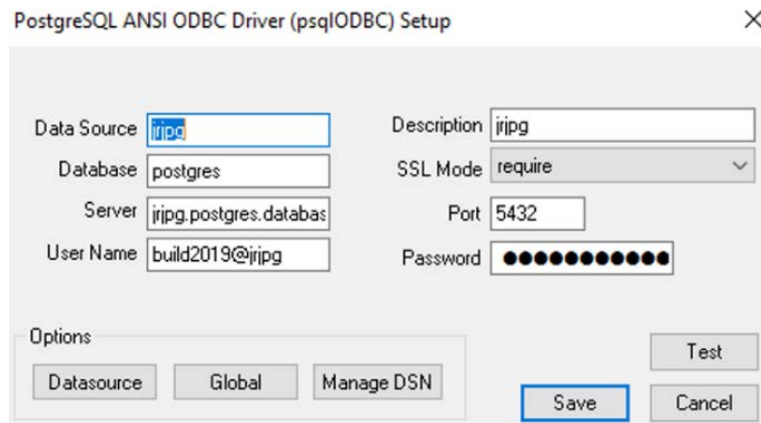 PostgreSQL ANSI ODBC Driver (psqlODBC) Setup
Data Source jrjpg
Description jrjpg
Database postgres
SSL Mode require
Server jrjpg.postgres.databas
Port 5432
User Name build2019@jrjpg
Password ●●●●●●●●●●●
Options
Datasource Global Manage DSN
Test
Save Cancel